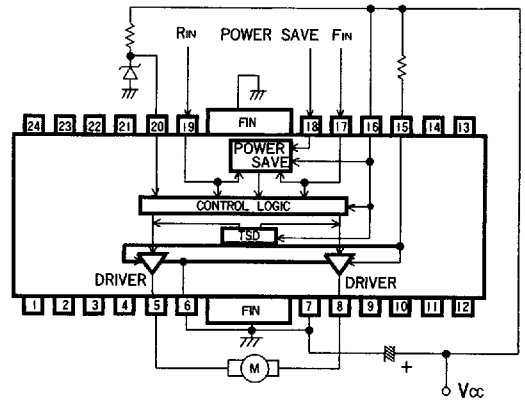 RIN POWER SAVE FIN
24 23 22 21 20 19 FIN 18 17 16 15 14 13
POWER
SAVE
CONTROL LOGIC
TSD
DRIVER DRIVER
1 2 3 4 5 6 FIN 7 8 9 10 11 12
M
+
VCC